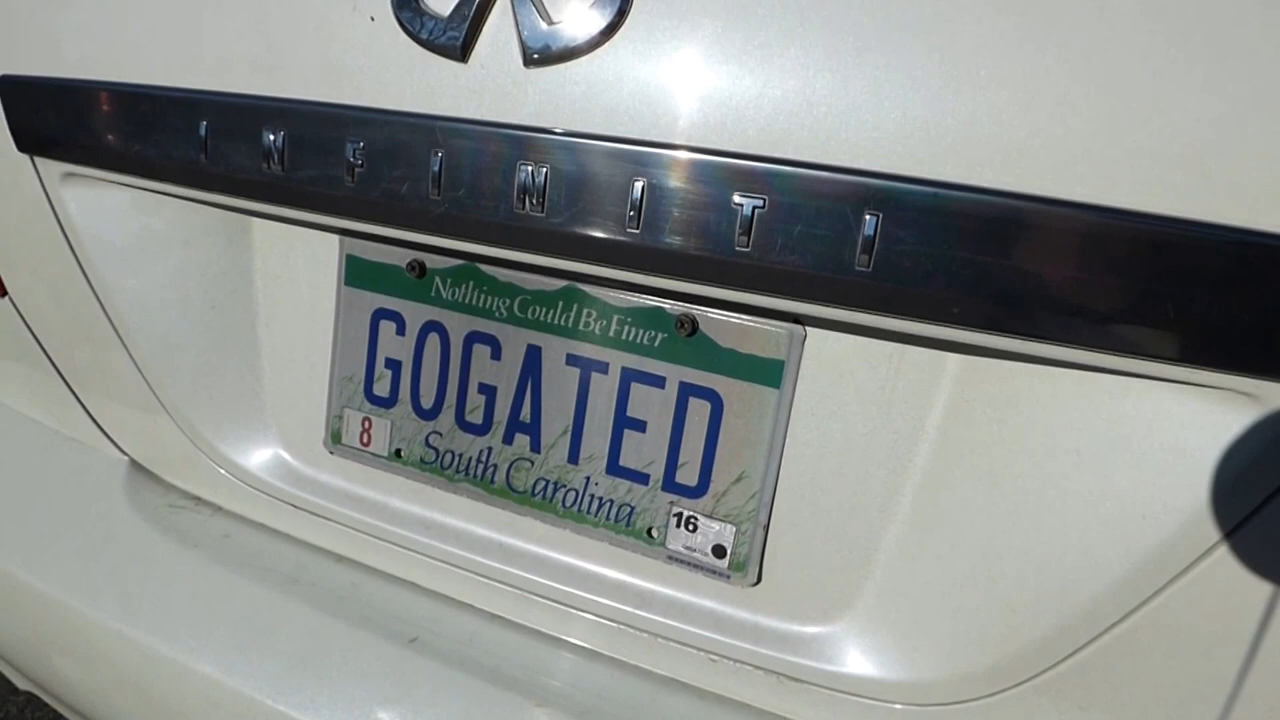 INFINITI
Nothing Could Be Finer
GOGATED
8
South Carolina
16